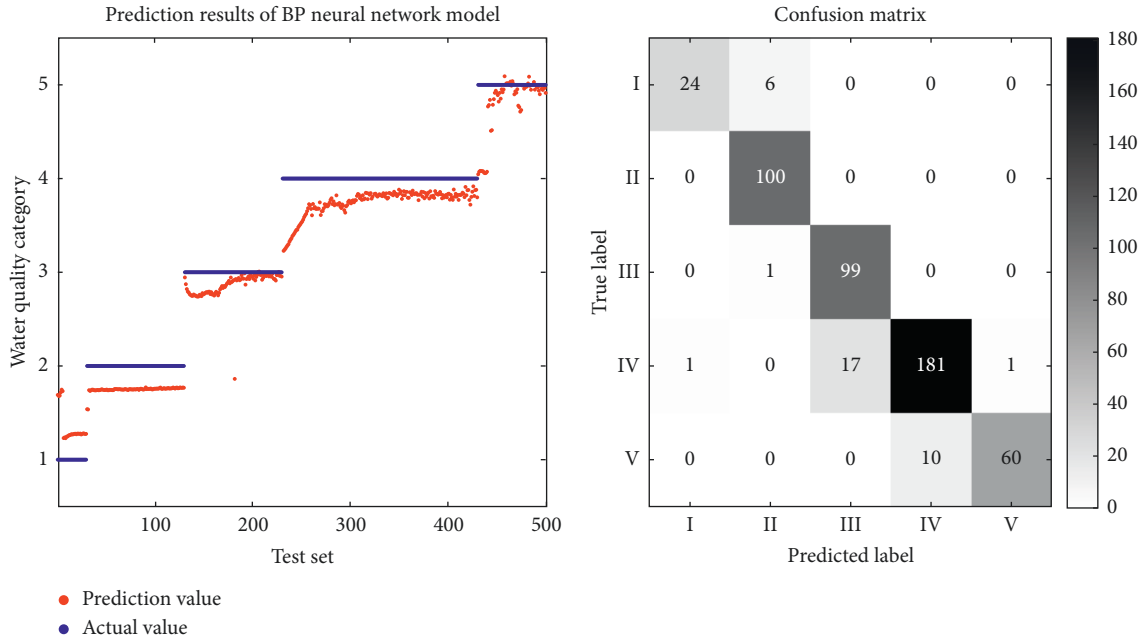 Prediction results of BP neural network model
Water quality category
5
4
3
2
1
100
200
300
400
500
Test set
Prediction value
Actual value
Confusion matrix
True label
I
24 6 0 0 0
II
0 100 0 0 0
III
0 1 99 0 0
IV
1 0 17 181 1
V
0 0 0 10 60
I II III IV V
Predicted label
180
160
140
120
100
80
60
40
20
0